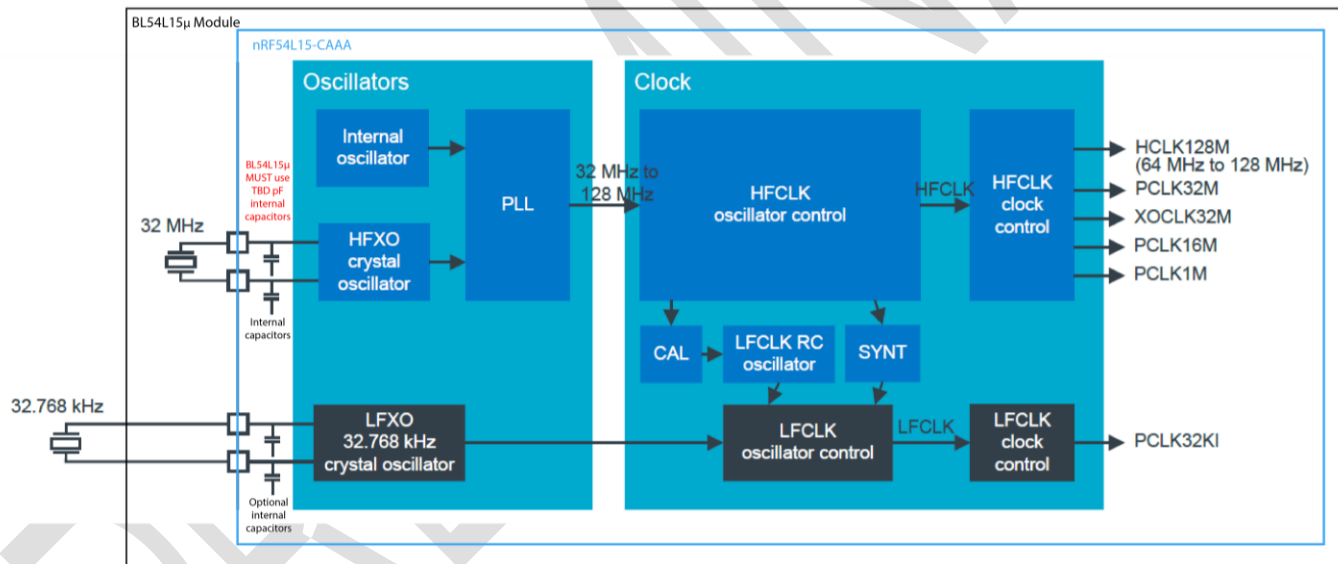 BL54L15µ Module
nRF54L15-CAAA
Oscillators
Clock
Internal
oscillator
PLL
32 MHz to
128 MHz
HFCLK
oscillator control
HFCLK
HFCLK
clock
control
HCLK128M
(64 MHz to 128 MHz)
PCLK32M
XOCLK32M
PCLK16M
PCLK1M
BL54L15µ
MUST use
TBD pF
internal
capacitors
32 MHz
HFXO
crystal
oscillator
Internal
capacitors
CAL
LFCLK RC
oscillator
SYNT
32.768 kHz
LFXO
32.768 kHz
crystal oscillator
LFCLK
oscillator control
LFCLK
LFCLK
clock
control
PCLK32KI
Optional
internal
capacitors